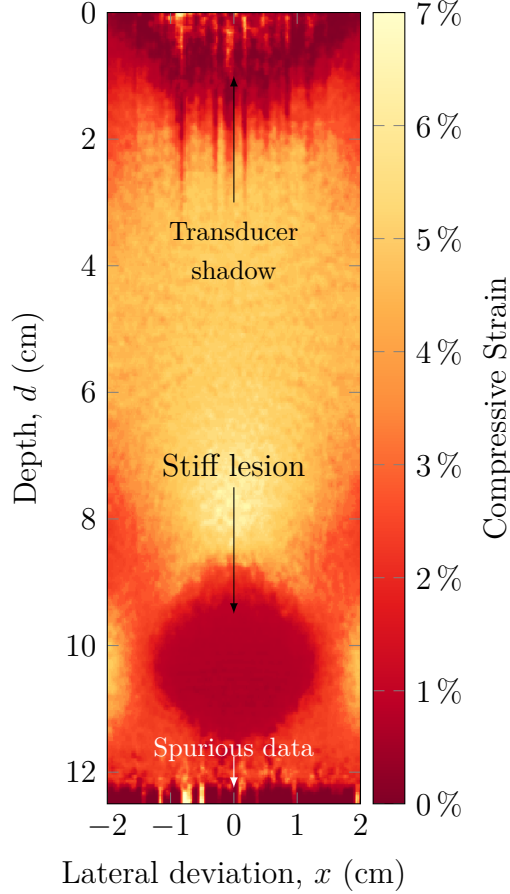 0
2
4
6
8
10
12
Depth, d (cm)
Transducer
shadow
Stiff lesion
Spurious data
−2
−1
0
1
2
Lateral deviation, x (cm)
7 %
6 %
5 %
4 %
3 %
2 %
1 %
0 %
Compressive Strain